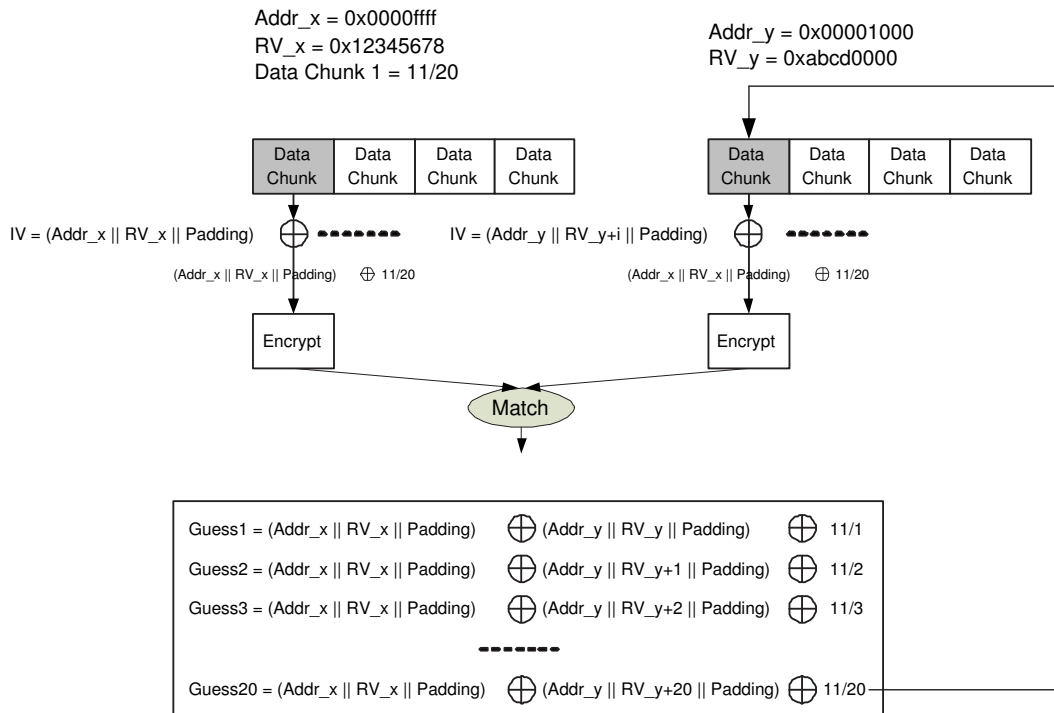 Addr_x = 0x0000ffff
RV_x = 0x12345678
Data Chunk 1 = 11/20
Addr_y = 0x00001000
RV_y = 0xabcd0000
Data Chunk Data Chunk Data Chunk Data Chunk
Data Chunk Data Chunk Data Chunk Data Chunk
IV = (Addr_x || RV_x || Padding)
IV = (Addr_y || RV_y+i || Padding)
(Addr_x || RV_x || Padding) ⊕ 11/20
(Addr_x || RV_x || Padding) ⊕ 11/20
Encrypt
Encrypt
Match
Guess1 = (Addr_x || RV_x || Padding) ⊕ (Addr_y || RV_y || Padding) ⊕ 11/1
Guess2 = (Addr_x || RV_x || Padding) ⊕ (Addr_y || RV_y+1 || Padding) ⊕ 11/2
Guess3 = (Addr_x || RV_x || Padding) ⊕ (Addr_y || RV_y+2 || Padding) ⊕ 11/3
Guess20 = (Addr_x || RV_x || Padding) ⊕ (Addr_y || RV_y+20 || Padding) ⊕ 11/20